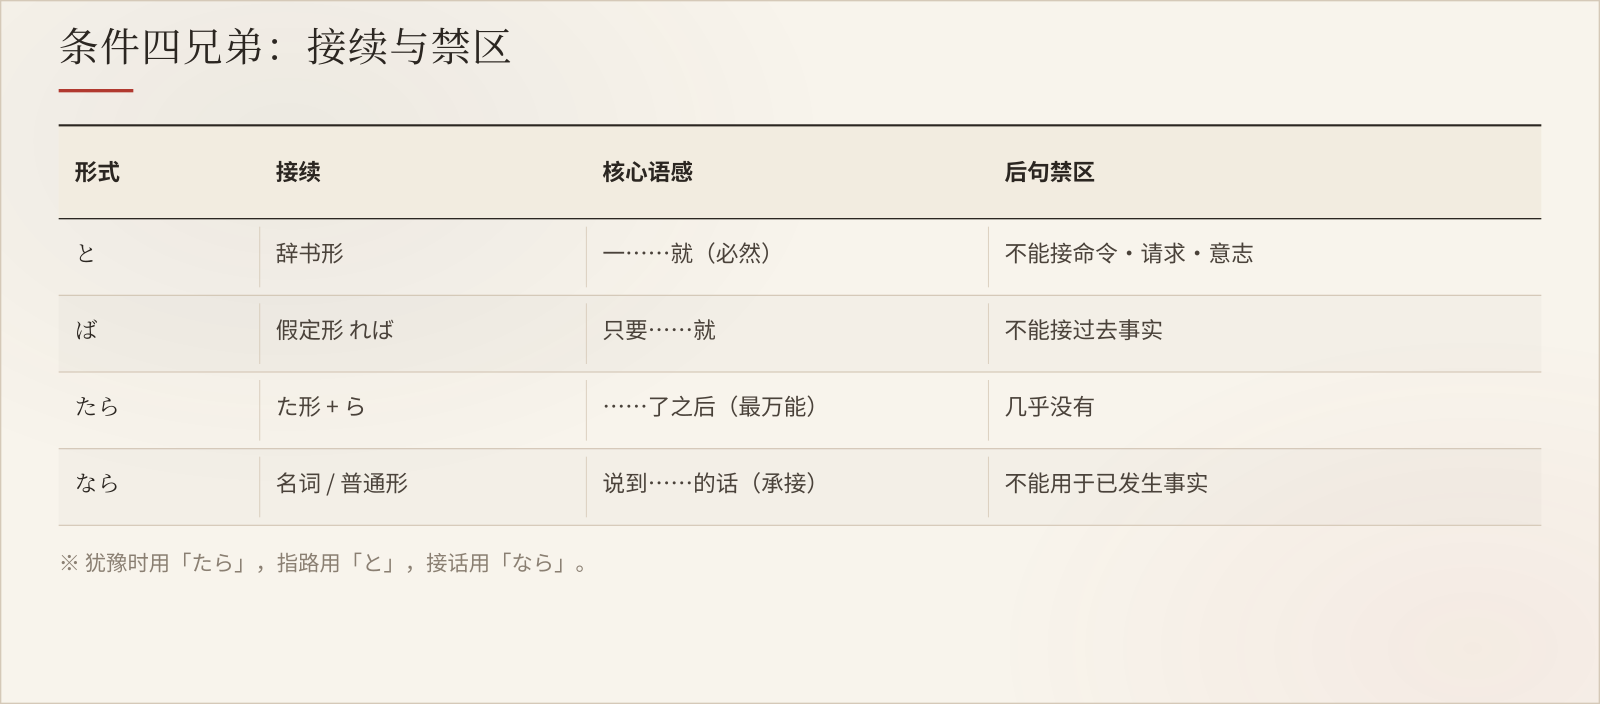 条件四兄弟：接续与禁区
形式 接续 核心语感 后句禁区
と 辞书形 一……就（必然） 不能接命令・请求・意志
ば 假定形 れば 只要……就 不能接过去事实
たら た形 + ら ……了之后（最万能） 几乎没有
なら 名词 / 普通形 说到……的话（承接） 不能用于已发生事实
※ 犹豫时用「たら」，指路用「と」，接话用「なら」。